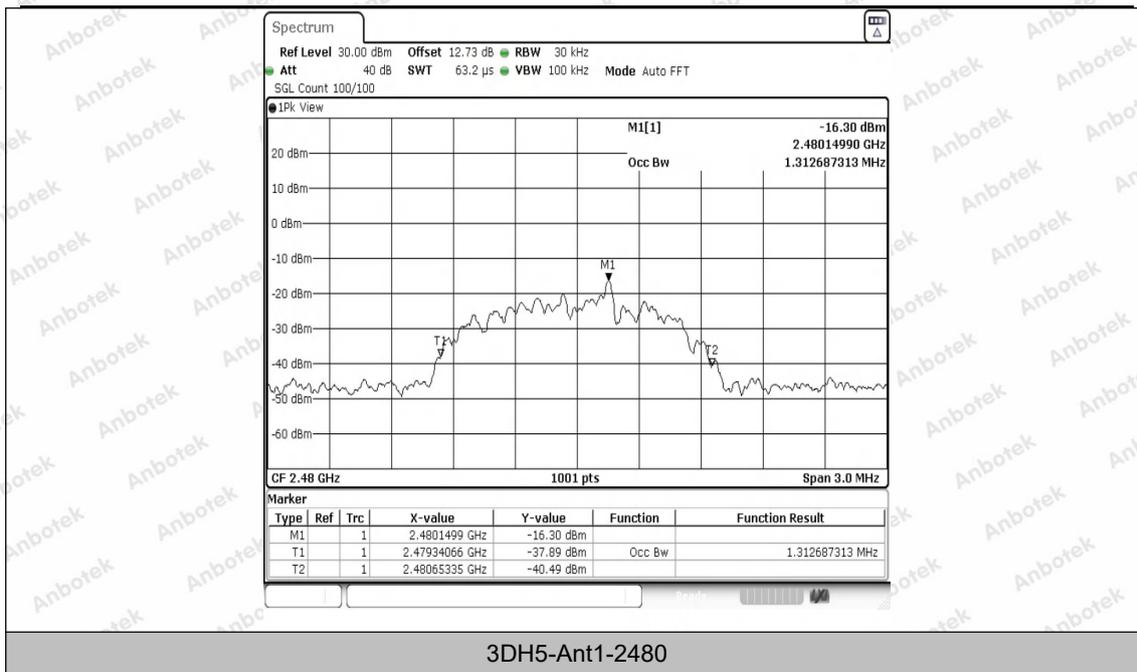 Spectrum
Ref Level 30.00 dBm Offset 12.73 dB RBW 30 kHz
Att 40 dB SWT 63.2 µs VBW 100 kHz Mode Auto FFT
SGL Count 100/100
1Pk View
M1[1] -16.30 dBm
2.48014990 GHz
Occ Bw 1.312687313 MHz
20 dBm
10 dBm
0 dBm
-10 dBm
M1
-20 dBm
-30 dBm
T1
T2
-40 dBm
-50 dBm
-60 dBm
CF 2.48 GHz 1001 pts Span 3.0 MHz
Marker
Type Ref Trc X-value Y-value Function Function Result
M1 1 2.4801499 GHz -16.30 dBm
T1 1 2.47934066 GHz -37.89 dBm Occ Bw 1.312687313 MHz
T2 1 2.48065335 GHz -40.49 dBm
Ready
3DH5-Ant1-2480
Anbotek